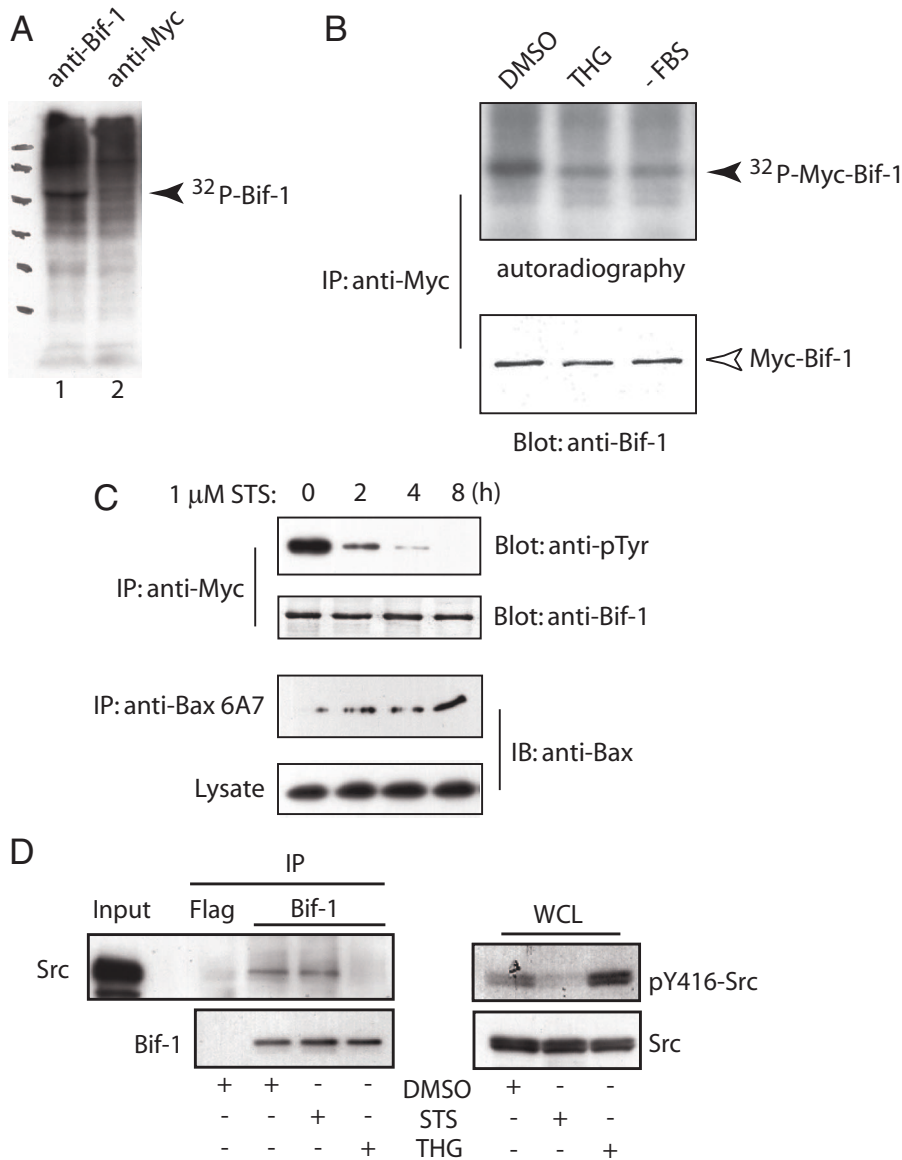 A
anti-Bif-1
anti-Myc
³²P-Bif-1
1 2
B
DMSO THG - FBS
³²P-Myc-Bif-1
IP: anti-Myc
autoradiography
Myc-Bif-1
Blot: anti-Bif-1
C
1 μM STS: 0 2 4 8 (h)
Blot: anti-pTyr
IP: anti-Myc
Blot: anti-Bif-1
IP: anti-Bax 6A7
IB: anti-Bax
Lysate
D
IP
Input Flag Bif-1
Src
Bif-1
WCL
pY416-Src
Src
+ + - - DMSO + - -
- - + - STS - + -
- - - + THG - - +